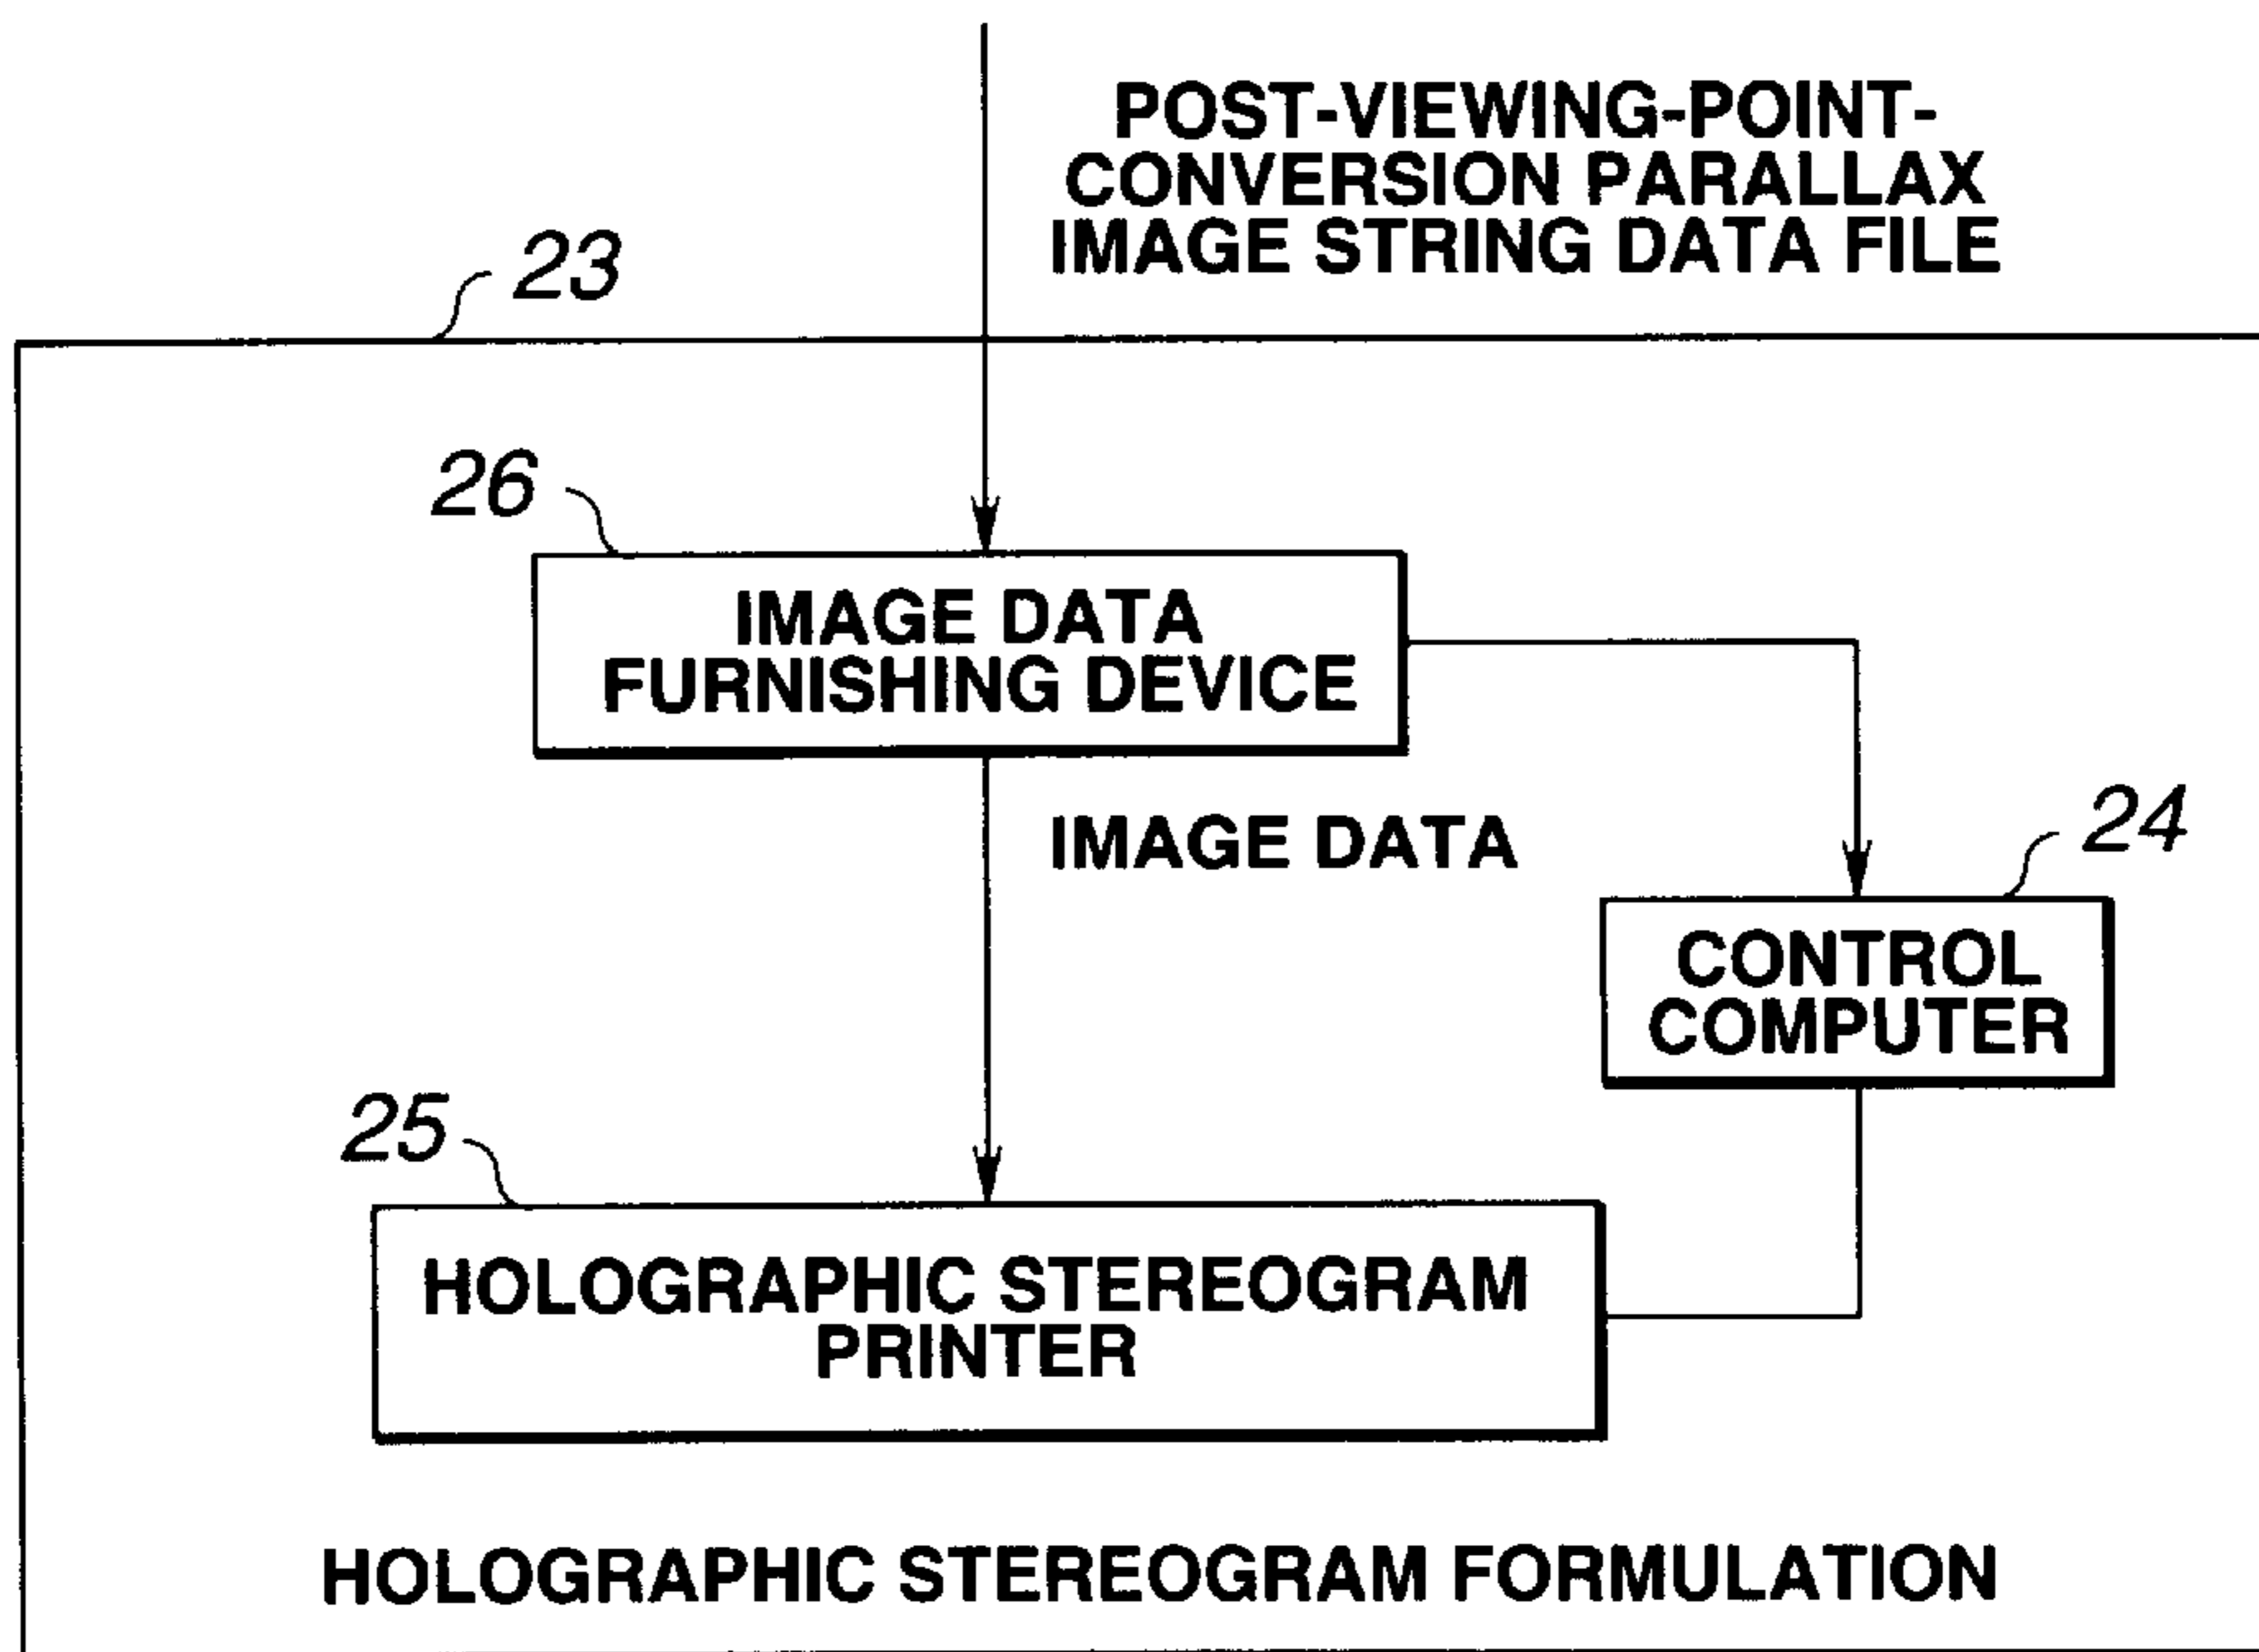 POST-VIEWING-POINT-
CONVERSION PARALLAX
IMAGE STRING DATA FILE
23
26
IMAGE DATA
FURNISHING DEVICE
IMAGE DATA
24
CONTROL
COMPUTER
25
HOLOGRAPHIC STEREOGRAM
PRINTER
HOLOGRAPHIC STEREOGRAM FORMULATION